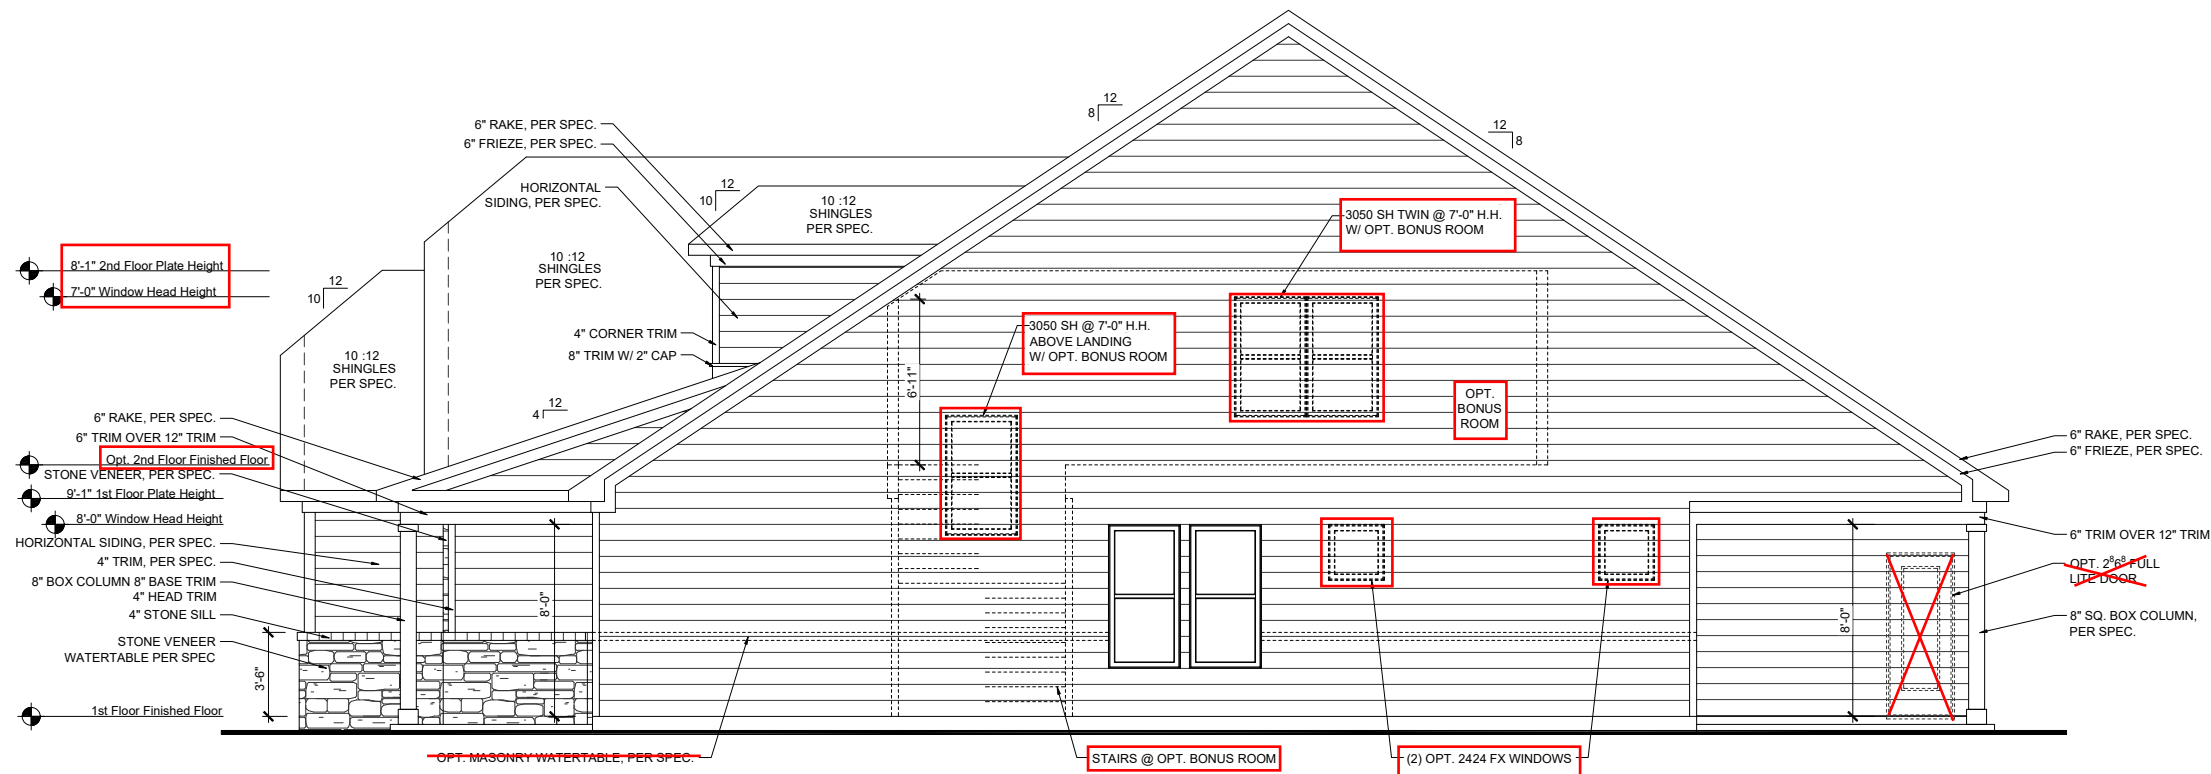 12
8
12
8
6" RAKE, PER SPEC.
6" FRIEZE, PER SPEC.
HORIZONTAL
SIDING, PER SPEC.
12
10
10 :12
SHINGLES
PER SPEC.
3050 SH TWIN @ 7'-0" H.H.
W/ OPT. BONUS ROOM
8'-1" 2nd Floor Plate Height
7'-0" Window Head Height
12
10
10 :12
SHINGLES
PER SPEC.
4" CORNER TRIM
8" TRIM W/ 2" CAP
3050 SH @ 7'-0" H.H.
ABOVE LANDING
W/ OPT. BONUS ROOM
10 :12
SHINGLES
PER SPEC.
6'-11"
OPT.
BONUS
ROOM
12
4
6" RAKE, PER SPEC.
6" TRIM OVER 12" TRIM
Opt. 2nd Floor Finished Floor
STONE VENEER, PER SPEC.
9'-1" 1st Floor Plate Height
8'-0" Window Head Height
HORIZONTAL SIDING, PER SPEC.
4" TRIM, PER SPEC.
8" BOX COLUMN 8" BASE TRIM
4" HEAD TRIM
4" STONE SILL
STONE VENEER
WATERTABLE PER SPEC
3'-6"
8'-0"
1st Floor Finished Floor
6" RAKE, PER SPEC.
6" FRIEZE, PER SPEC.
6" TRIM OVER 12" TRIM
OPT. 2⁸6⁸ FULL
LITE DOOR
8" SQ. BOX COLUMN,
PER SPEC.
8'-0"
OPT. MASONRY WATERTABLE, PER SPEC.
STAIRS @ OPT. BONUS ROOM
(2) OPT. 2424 FX WINDOWS